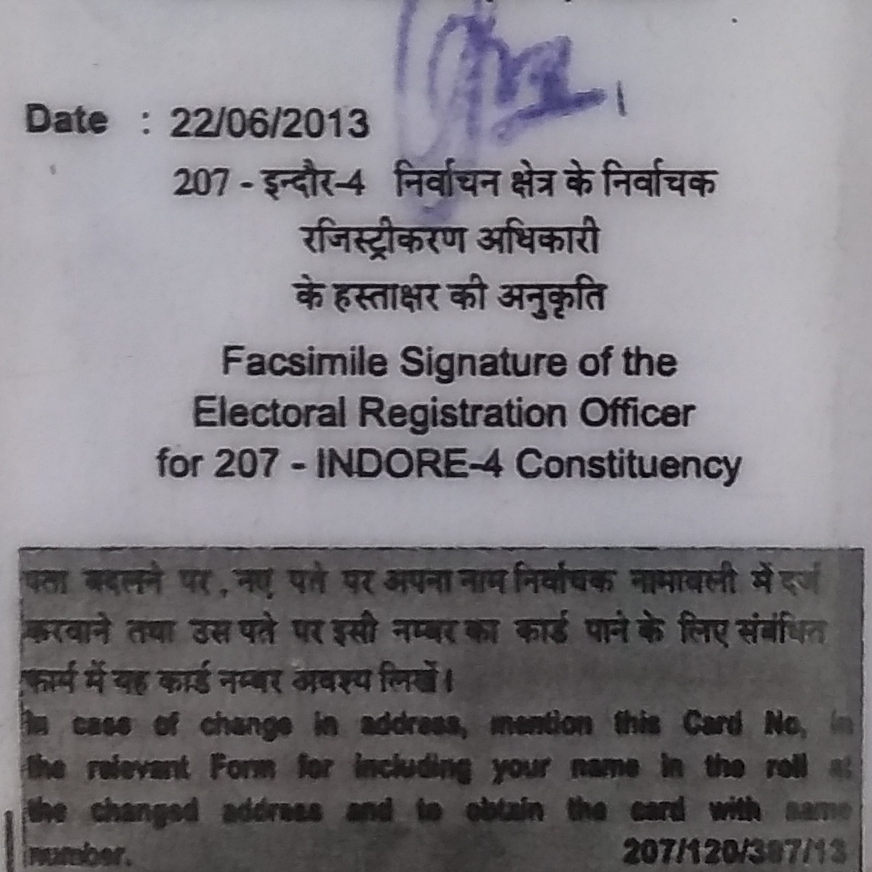 Date : 22/06/2013
207 - इन्दौर-4 निर्वाचन क्षेत्र के निर्वाचक
रजिस्ट्रीकरण अधिकारी
के हस्ताक्षर की अनुकृति
Facsimile Signature of the
Electoral Registration Officer
for 207 - INDORE-4 Constituency
पता बदलने पर, नए पते पर अपना नाम निर्वाचक नामावली में दर्ज
करवाने तथा उस पते पर इसी नम्बर का कार्ड पाने के लिए संबंधित
फार्म में यह कार्ड नम्बर अवश्य लिखें।
In case of change in address, mention this Card No, in
the relevant Form for including your name in the roll at
the changed address and to obtain the card with same
number. 207/120/387/13